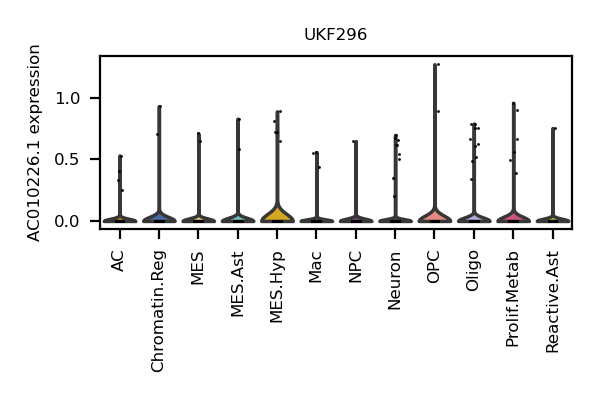 UKF296
AC010226.1 expression
1.0
0.5
0.0
AC
Chromatin.Reg
MES
MES.Ast
MES.Hyp
Mac
NPC
Neuron
OPC
Oligo
Prolif.Metab
Reactive.Ast